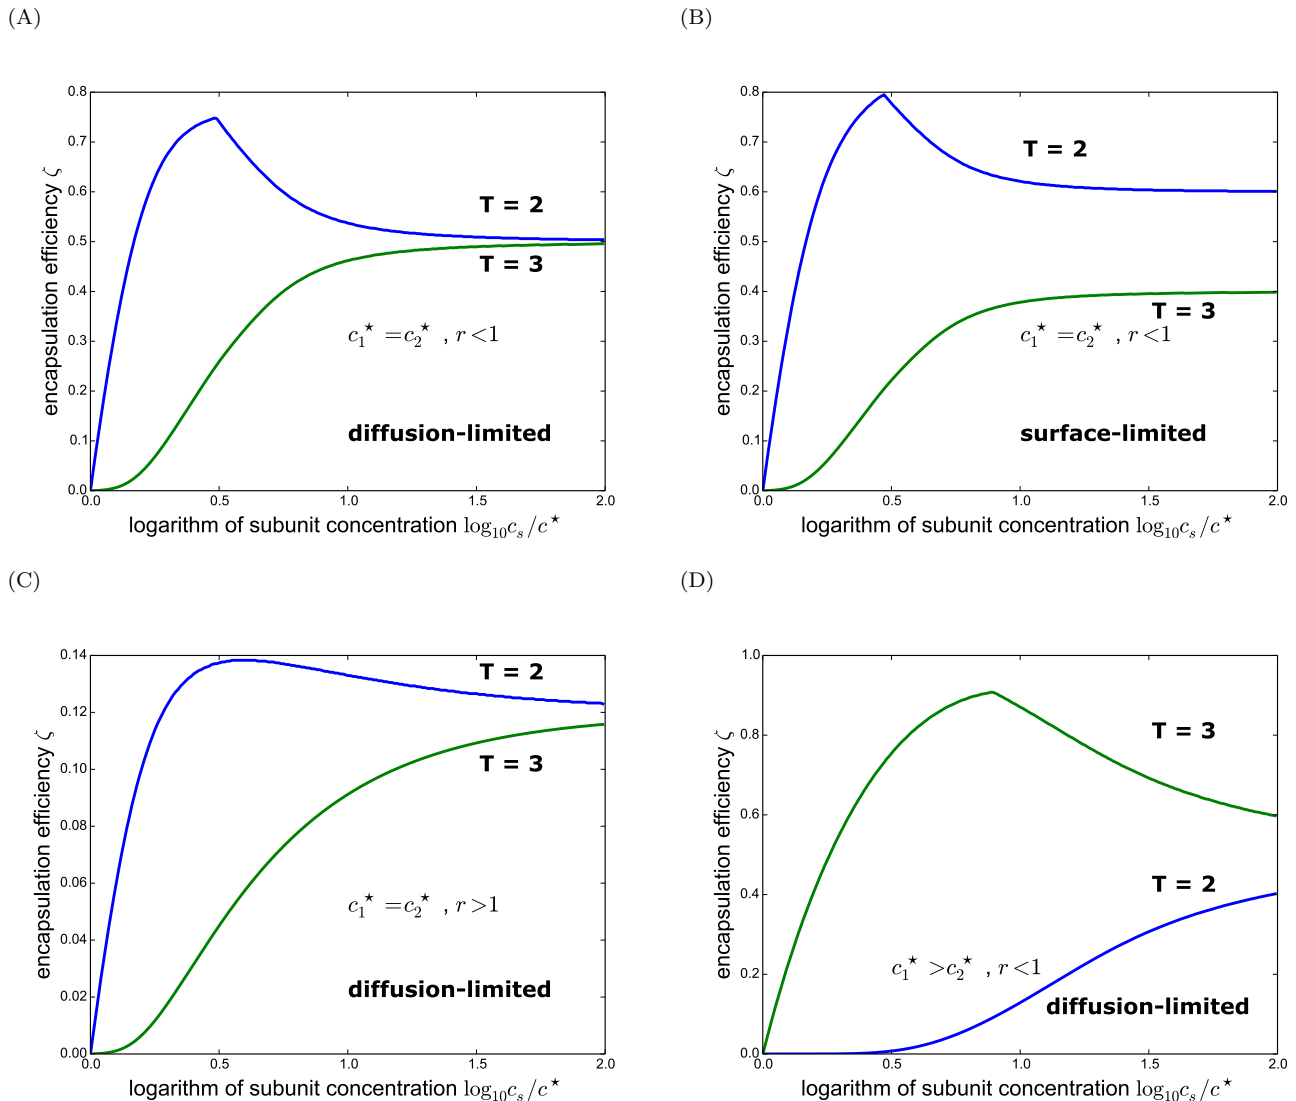 (A)
0.8
0.7
0.6
0.5
0.4
0.3
0.2
0.1
0.0
encapsulation efficiency ζ
T = 2
T = 3
c₁* = c₂* , r < 1
diffusion-limited
0.0 0.5 1.0 1.5 2.0
logarithm of subunit concentration log₁₀cₛ/c*
(B)
0.8
0.7
0.6
0.5
0.4
0.3
0.2
0.1
0.0
encapsulation efficiency ζ
T = 2
T = 3
c₁* = c₂* , r < 1
surface-limited
0.0 0.5 1.0 1.5 2.0
logarithm of subunit concentration log₁₀cₛ/c*
(C)
0.14
0.12
0.10
0.08
0.06
0.04
0.02
0.00
encapsulation efficiency ζ
T = 2
T = 3
c₁* = c₂* , r > 1
diffusion-limited
0.0 0.5 1.0 1.5 2.0
logarithm of subunit concentration log₁₀cₛ/c*
(D)
1.0
0.8
0.6
0.4
0.2
0.0
encapsulation efficiency ζ
T = 3
T = 2
c₁* > c₂* , r < 1
diffusion-limited
0.0 0.5 1.0 1.5 2.0
logarithm of subunit concentration log₁₀cₛ/c*